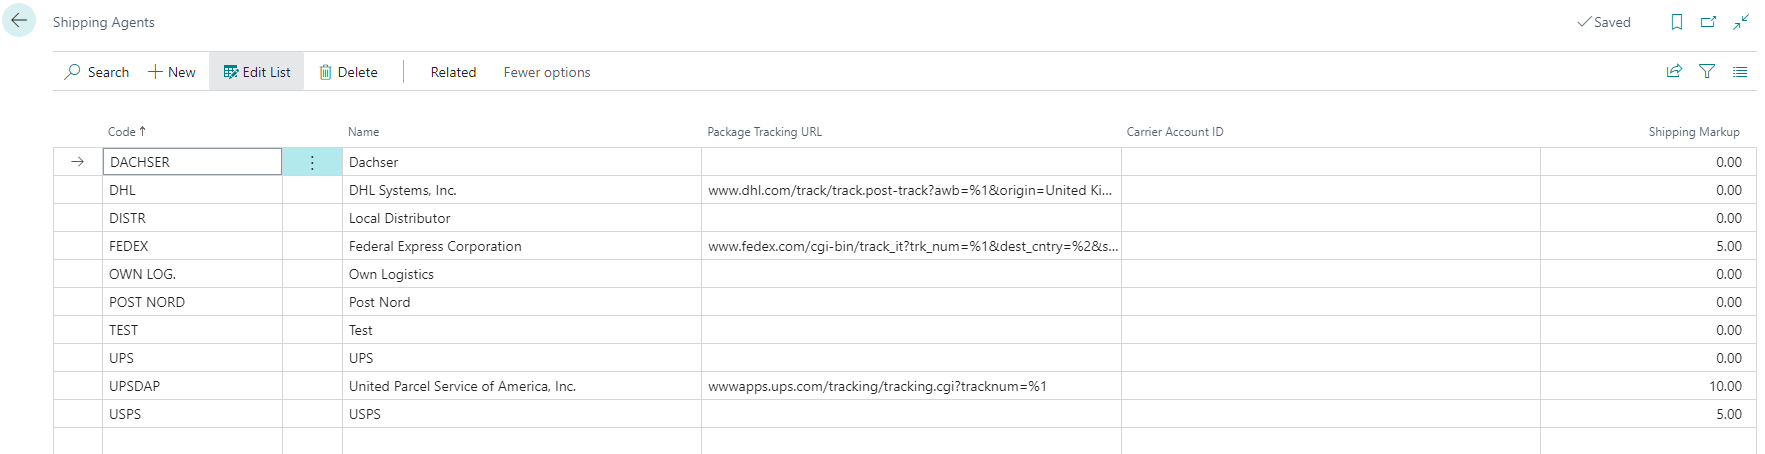 Shipping Agents
Saved
Search New Edit List Delete Related Fewer options
Code Name Package Tracking URL Carrier Account ID Shipping Markup
DACHSER Dachser 0.00
DHL DHL Systems, Inc. www.dhl.com/track/track.post-track?awb=%1&origin=United Ki... 0.00
DISTR Local Distributor 0.00
FEDEX Federal Express Corporation www.fedex.com/cgi-bin/track_it?trk_num=%1&dest_cntry=%2&s... 5.00
OWN LOG. Own Logistics 0.00
POST NORD Post Nord 0.00
TEST Test 0.00
UPS UPS 0.00
UPSDAP United Parcel Service of America, Inc. wwwapps.ups.com/tracking/tracking.cgi?tracknum=%1 10.00
USPS USPS 5.00